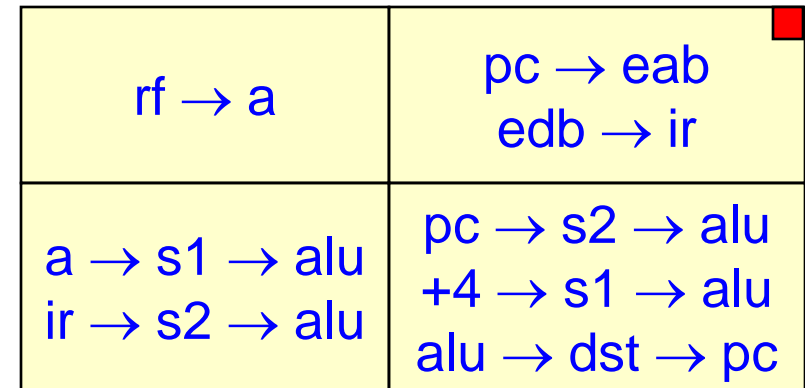 rf → a
pc → eab
edb → ir
a → s1 → alu
ir → s2 → alu
pc → s2 → alu
+4 → s1 → alu
alu → dst → pc